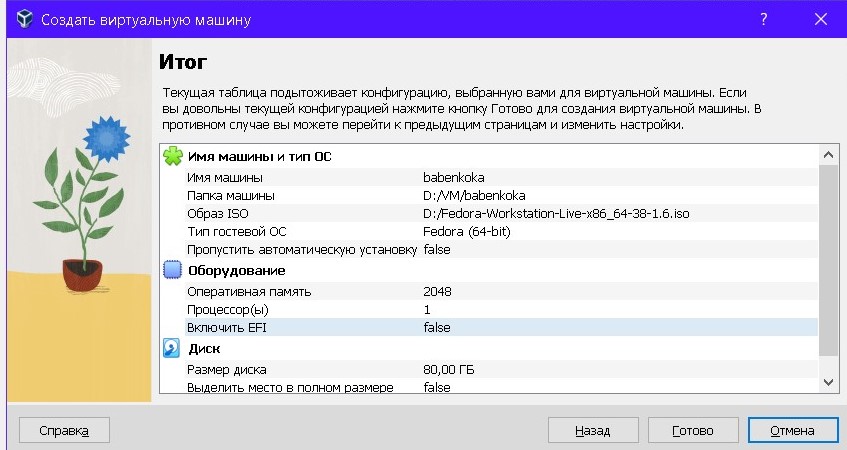 Создать виртуальную машину
?
Итог
Текущая таблица подытоживает конфигурацию, выбранную вами для виртуальной машины. Если
вы довольны текущей конфигурацией нажмите кнопку Готово для создания виртуальной машины. В
противном случае вы можете перейти к предыдущим страницам и изменить настройки.
Имя машины и тип ОС
Имя машины babenkoka
Папка машины D:/VM/babenkoka
Образ ISO D:/Fedora-Workstation-Live-x86_64-38-1.6.iso
Тип гостевой ОС Fedora (64-bit)
Пропустить автоматическую установку false
Оборудование
Оперативная память 2048
Процессор(ы) 1
Включить EFI false
Диск
Размер диска 80,00 ГБ
Выделить место в полном размере false
Справка Назад Готово Отмена